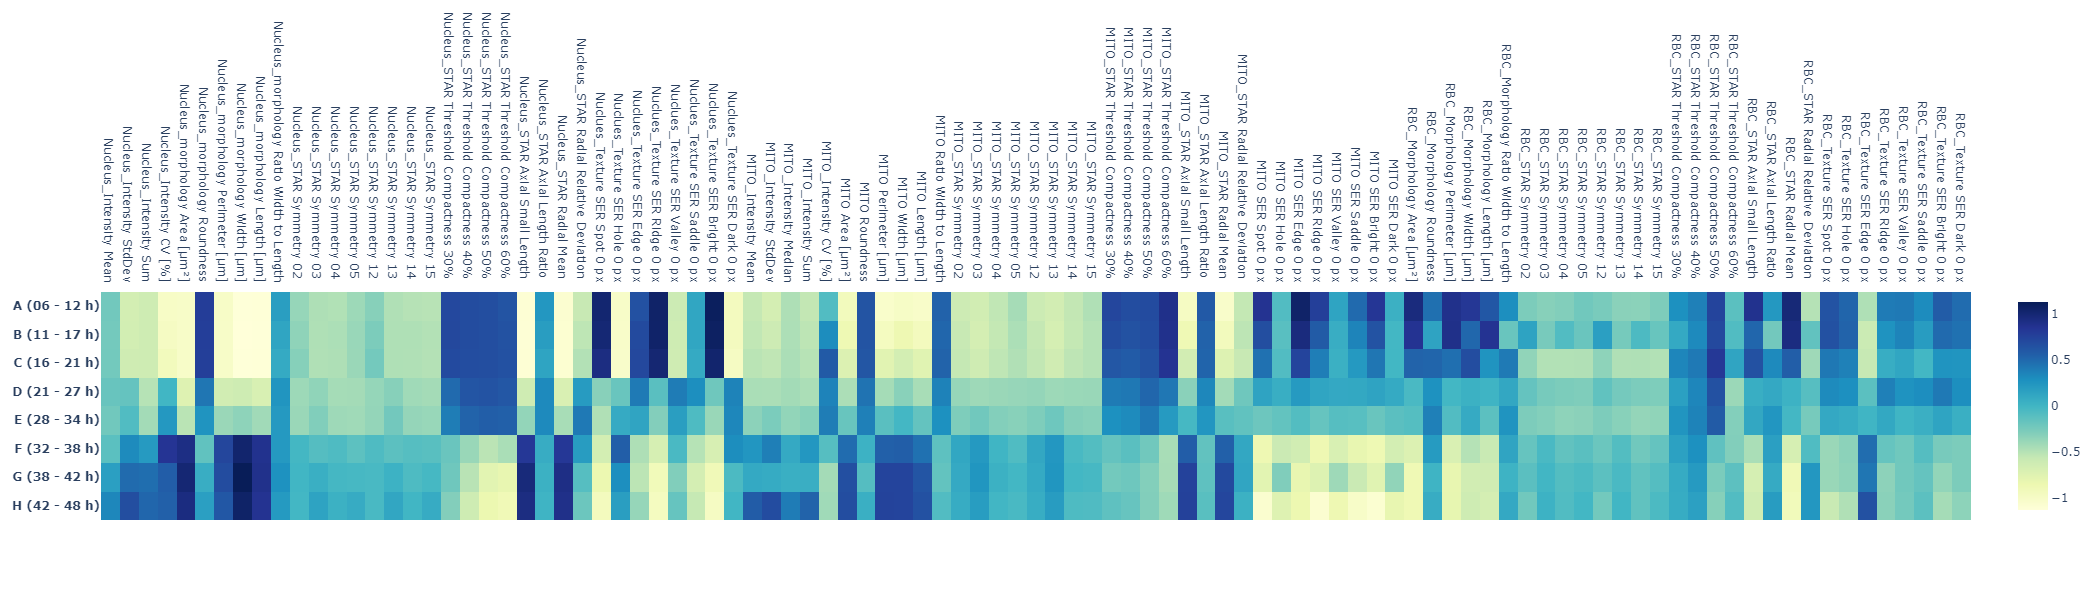 Nucleus_Intensity Mean
Nucleus_Intensity StdDev
Nucleus_Intensity Sum
Nucleus_Intensity CV [%]
Nucleus_morphology Area [µm²]
Nucleus_morphology Roundness
Nucleus_morphology Perimeter [µm]
Nucleus_morphology Width [µm]
Nucleus_morphology Length [µm]
Nucleus_morphology Ratio Width to Length
Nucleus_STAR Symmetry 02
Nucleus_STAR Symmetry 03
Nucleus_STAR Symmetry 04
Nucleus_STAR Symmetry 05
Nucleus_STAR Symmetry 12
Nucleus_STAR Symmetry 13
Nucleus_STAR Symmetry 14
Nucleus_STAR Symmetry 15
Nucleus_STAR Threshold Compactness 30%
Nucleus_STAR Threshold Compactness 40%
Nucleus_STAR Threshold Compactness 50%
Nucleus_STAR Threshold Compactness 60%
Nucleus_STAR Axial Small Length
Nucleus_STAR Axial Length Ratio
Nucleus_STAR Radial Mean
Nucleus_STAR Radial Relative Deviation
Nuclues_Texture SER Spot 0 px
Nuclues_Texture SER Hole 0 px
Nuclues_Texture SER Edge 0 px
Nuclues_Texture SER Ridge 0 px
Nuclues_Texture SER Valley 0 px
Nuclues_Texture SER Saddle 0 px
Nuclues_Texture SER Bright 0 px
Nuclues_Texture SER Dark 0 px
MITO_Intensity Mean
MITO_Intensity StdDev
MITO_Intensity Median
MITO_Intensity Sum
MITO_Intensity CV [%]
MITO Area [µm²]
MITO Roundness
MITO Perimeter [µm]
MITO Width [µm]
MITO Length [µm]
MITO Ratio Width to Length
MITO_STAR Symmetry 02
MITO_STAR Symmetry 03
MITO_STAR Symmetry 04
MITO_STAR Symmetry 05
MITO_STAR Symmetry 12
MITO_STAR Symmetry 13
MITO_STAR Symmetry 14
MITO_STAR Symmetry 15
MITO_STAR Threshold Compactness 30%
MITO_STAR Threshold Compactness 40%
MITO_STAR Threshold Compactness 50%
MITO_STAR Threshold Compactness 60%
MITO_STAR Axial Small Length
MITO_STAR Axial Length Ratio
MITO_STAR Radial Mean
MITO_STAR Radial Relative Deviation
MITO SER Spot 0 px
MITO SER Hole 0 px
MITO SER Edge 0 px
MITO SER Ridge 0 px
MITO SER Valley 0 px
MITO SER Saddle 0 px
MITO SER Bright 0 px
MITO SER Dark 0 px
RBC_Morphology Area [µm²]
RBC_Morphology Roundness
RBC_Morphology Perimeter [µm]
RBC_Morphology Width [µm]
RBC_Morphology Length [µm]
RBC_Morphology Ratio Width to Length
RBC_STAR Symmetry 02
RBC_STAR Symmetry 03
RBC_STAR Symmetry 04
RBC_STAR Symmetry 05
RBC_STAR Symmetry 12
RBC_STAR Symmetry 13
RBC_STAR Symmetry 14
RBC_STAR Symmetry 15
RBC_STAR Threshold Compactness 30%
RBC_STAR Threshold Compactness 40%
RBC_STAR Threshold Compactness 50%
RBC_STAR Threshold Compactness 60%
RBC_STAR Axial Small Length
RBC_STAR Axial Length Ratio
RBC_STAR Radial Mean
RBC_STAR Radial Relative Deviation
RBC_Texture SER Spot 0 px
RBC_Texture SER Hole 0 px
RBC_Texture SER Edge 0 px
RBC_Texture SER Ridge 0 px
RBC_Texture SER Valley 0 px
RBC_Texture SER Saddle 0 px
RBC_Texture SER Bright 0 px
RBC_Texture SER Dark 0 px
A (06 - 12 h)
B (11 - 17 h)
C (16 - 21 h)
D (21 - 27 h)
E (28 - 34 h)
F (32 - 38 h)
G (38 - 42 h)
H (42 - 48 h)
1
0.5
0
−0.5
−1